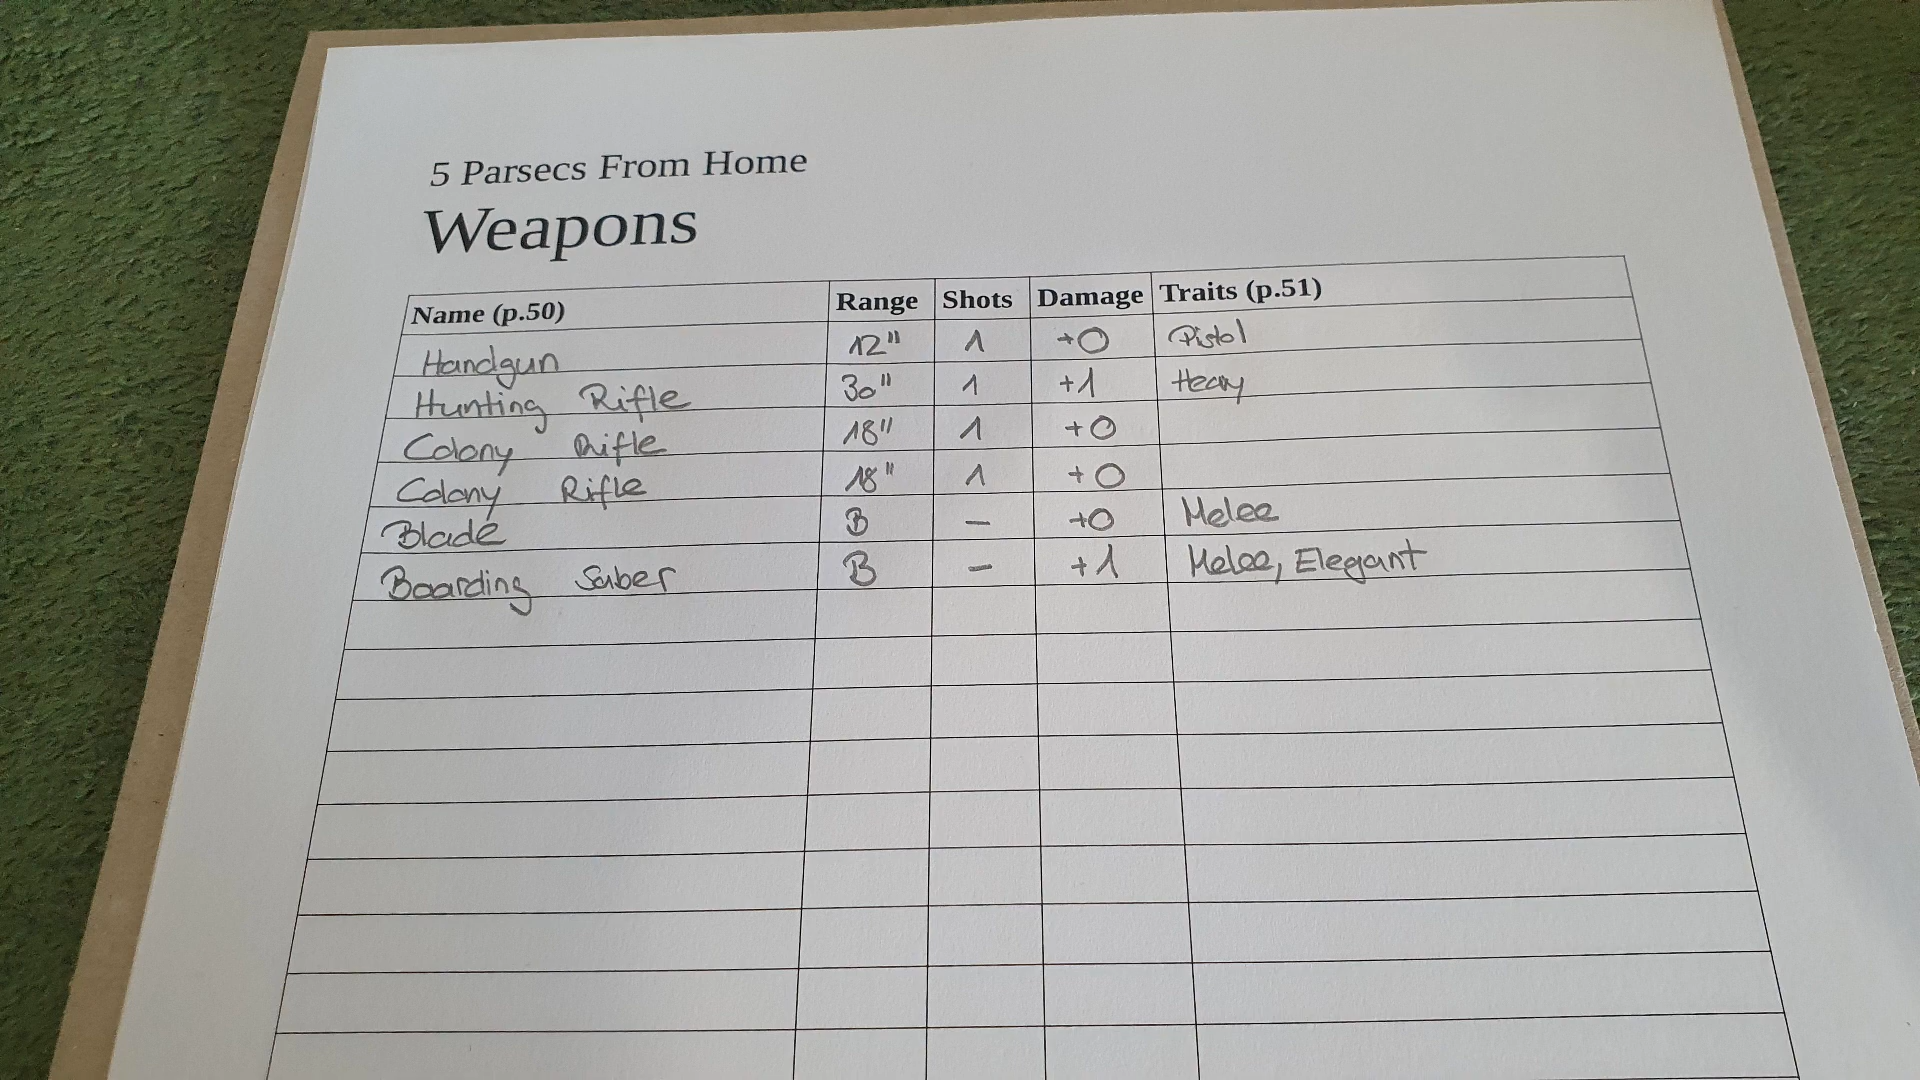 5 Parsecs From Home
Weapons
Name (p.50) Range Shots Damage Traits (p.51)
Handgun 12" 1 +0 Pistol
Hunting Rifle 30" 1 +1 Heavy
Colony Rifle 18" 1 +0
Colony Rifle 18" 1 +0
Blade B - +0 Melee
Boarding Saber B - +1 Melee, Elegant